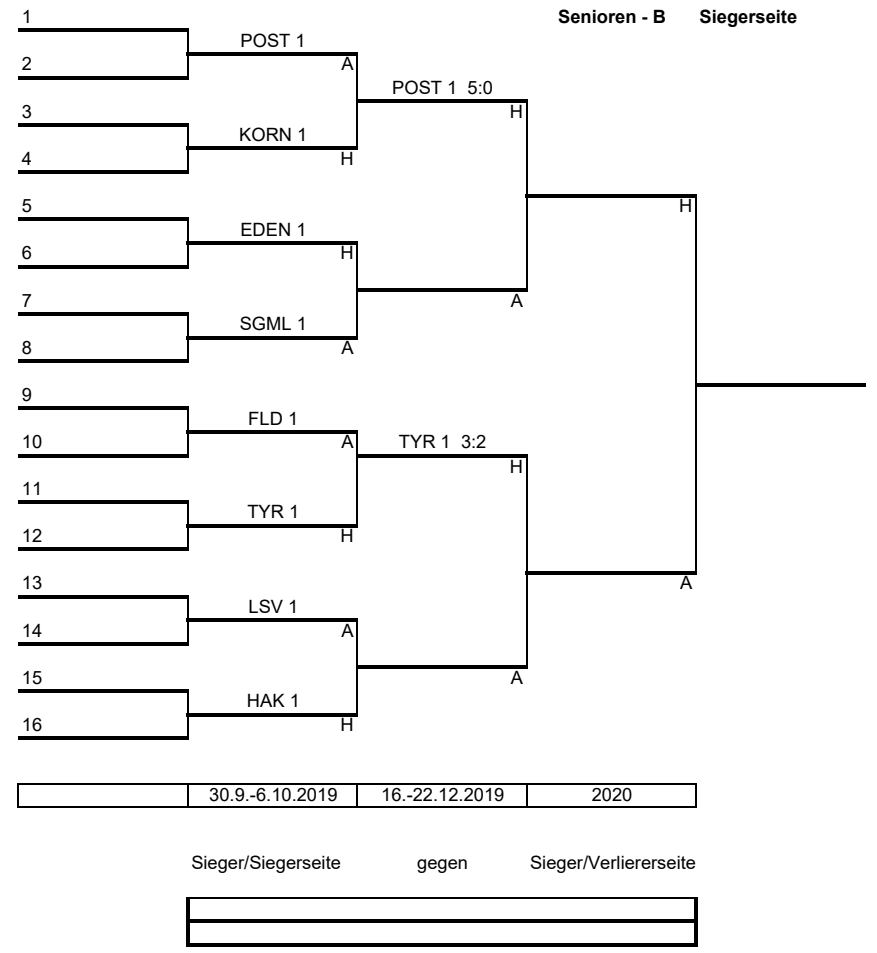 Senioren - B Siegerseite
1
POST 1
2
A
POST 1 5:0
3
H
KORN 1
4
H
5
H
EDEN 1
6
H
7
A
SGML 1
8
A
9
FLD 1
10
A
TYR 1 3:2
H
11
TYR 1
12
H
13
A
LSV 1
14
A
15
A
HAK 1
16
H
30.9.-6.10.2019 16.-22.12.2019 2020
Sieger/Siegerseite gegen Sieger/Verliererseite